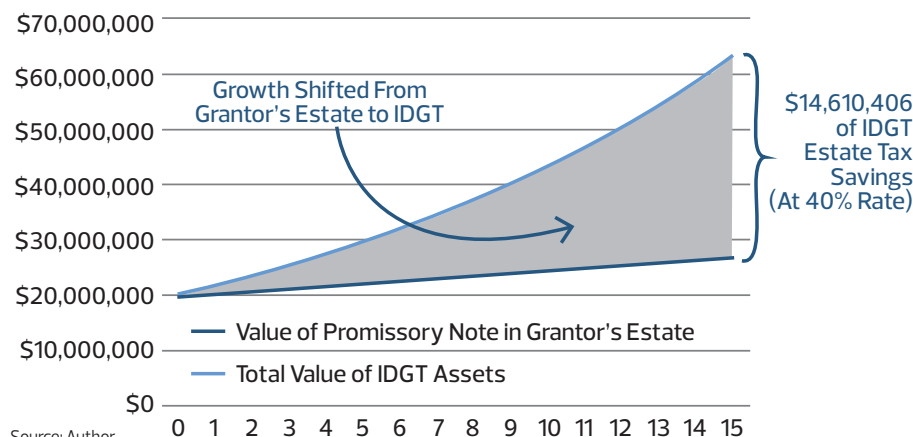 $70,000,000
$60,000,000
$50,000,000
$40,000,000
$30,000,000
$20,000,000
$10,000,000
$0
Growth Shifted From
Grantor's Estate to IDGT
$14,610,406
of IDGT
Estate Tax
Savings
(At 40% Rate)
Value of Promissory Note in Grantor's Estate
Total Value of IDGT Assets
0 1 2 3 4 5 6 7 8 9 10 11 12 13 14 15
Source: Author